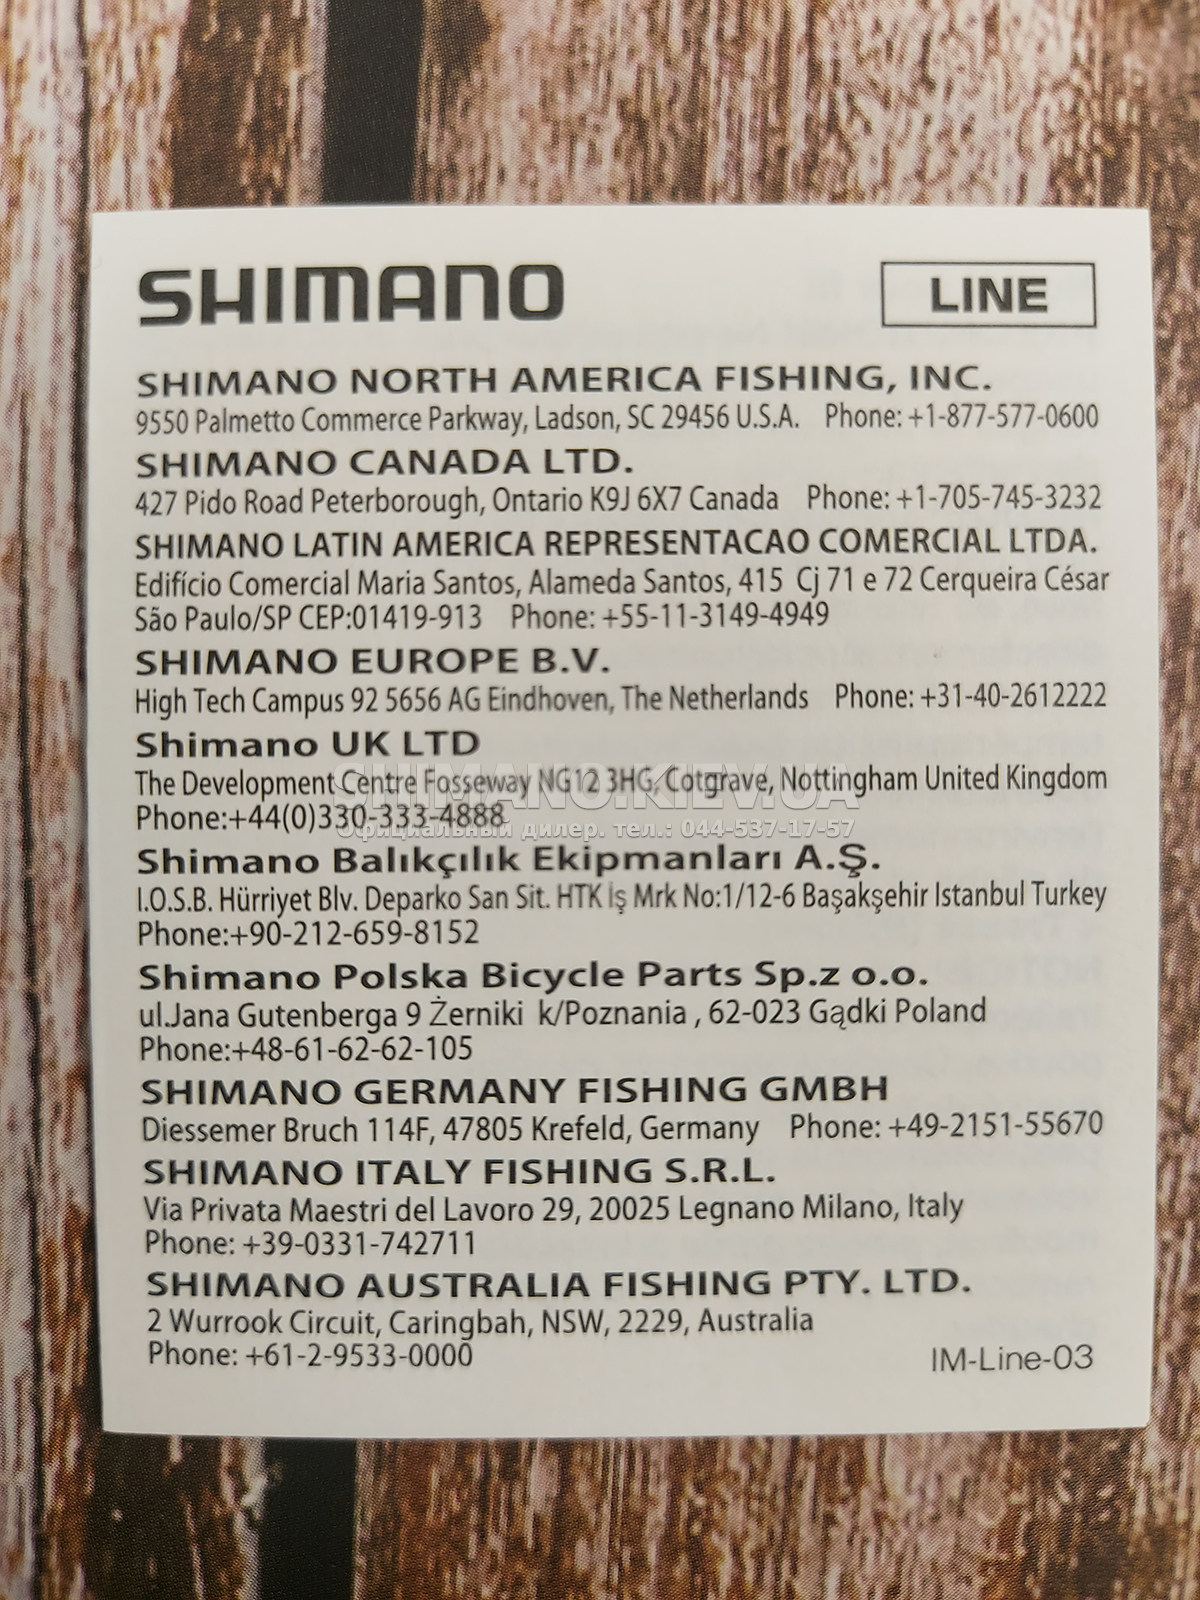 SHIMANO
LINE
SHIMANO NORTH AMERICA FISHING, INC.
9550 Palmetto Commerce Parkway, Ladson, SC 29456 U.S.A. Phone: +1-877-577-0600
SHIMANO CANADA LTD.
427 Pido Road Peterborough, Ontario K9J 6X7 Canada Phone: +1-705-745-3232
SHIMANO LATIN AMERICA REPRESENTACAO COMERCIAL LTDA.
Edifício Comercial Maria Santos, Alameda Santos, 415 Cj 71 e 72 Cerqueira César
São Paulo/SP CEP:01419-913 Phone: +55-11-3149-4949
SHIMANO EUROPE B.V.
High Tech Campus 92 5656 AG Eindhoven, The Netherlands Phone: +31-40-2612222
Shimano UK LTD
The Development Centre Fosseway NG12 3HG, Cotgrave, Nottingham United Kingdom
SHIMANO.KIEV.UA
Phone:+44(0)330-333-4888
Официальный дилер. тел.: 044-537-17-57
Shimano Balıkçılık Ekipmanları A.Ş.
I.O.S.B. Hürriyet Blv. Deparko San Sit. HTK İş Mrk No:1/12-6 Başakşehir Istanbul Turkey
Phone:+90-212-659-8152
Shimano Polska Bicycle Parts Sp.z o.o.
ul.Jana Gutenberga 9 Żerniki k/Poznania , 62-023 Gądki Poland
Phone:+48-61-62-62-105
SHIMANO GERMANY FISHING GMBH
Diessemer Bruch 114F, 47805 Krefeld, Germany Phone: +49-2151-55670
SHIMANO ITALY FISHING S.R.L.
Via Privata Maestri del Lavoro 29, 20025 Legnano Milano, Italy
Phone: +39-0331-742711
SHIMANO AUSTRALIA FISHING PTY. LTD.
2 Wurrook Circuit, Caringbah, NSW, 2229, Australia
Phone: +61-2-9533-0000
IM-Line-03